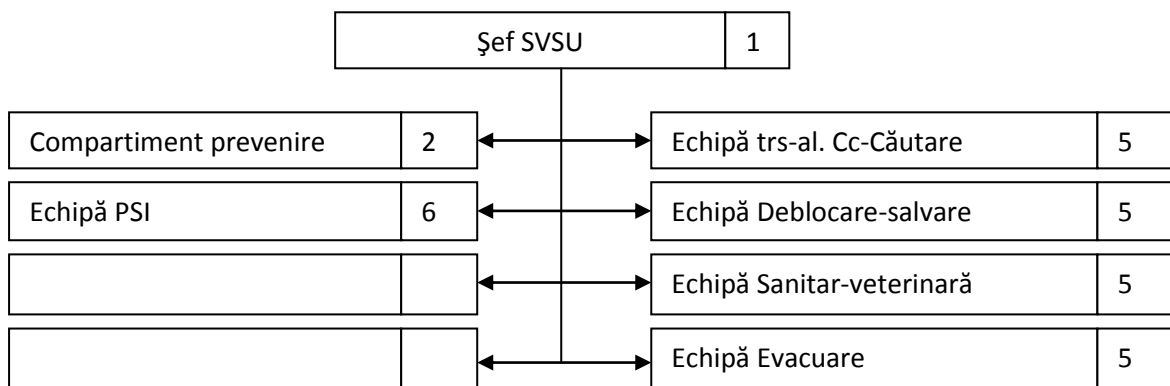 Şef SVSU 1
Compartiment prevenire 2 Echipă trs-al. Cc-Căutare 5
Echipă PSI 6 Echipă Deblocare-salvare 5
Echipă Sanitar-veterinară 5
Echipă Evacuare 5